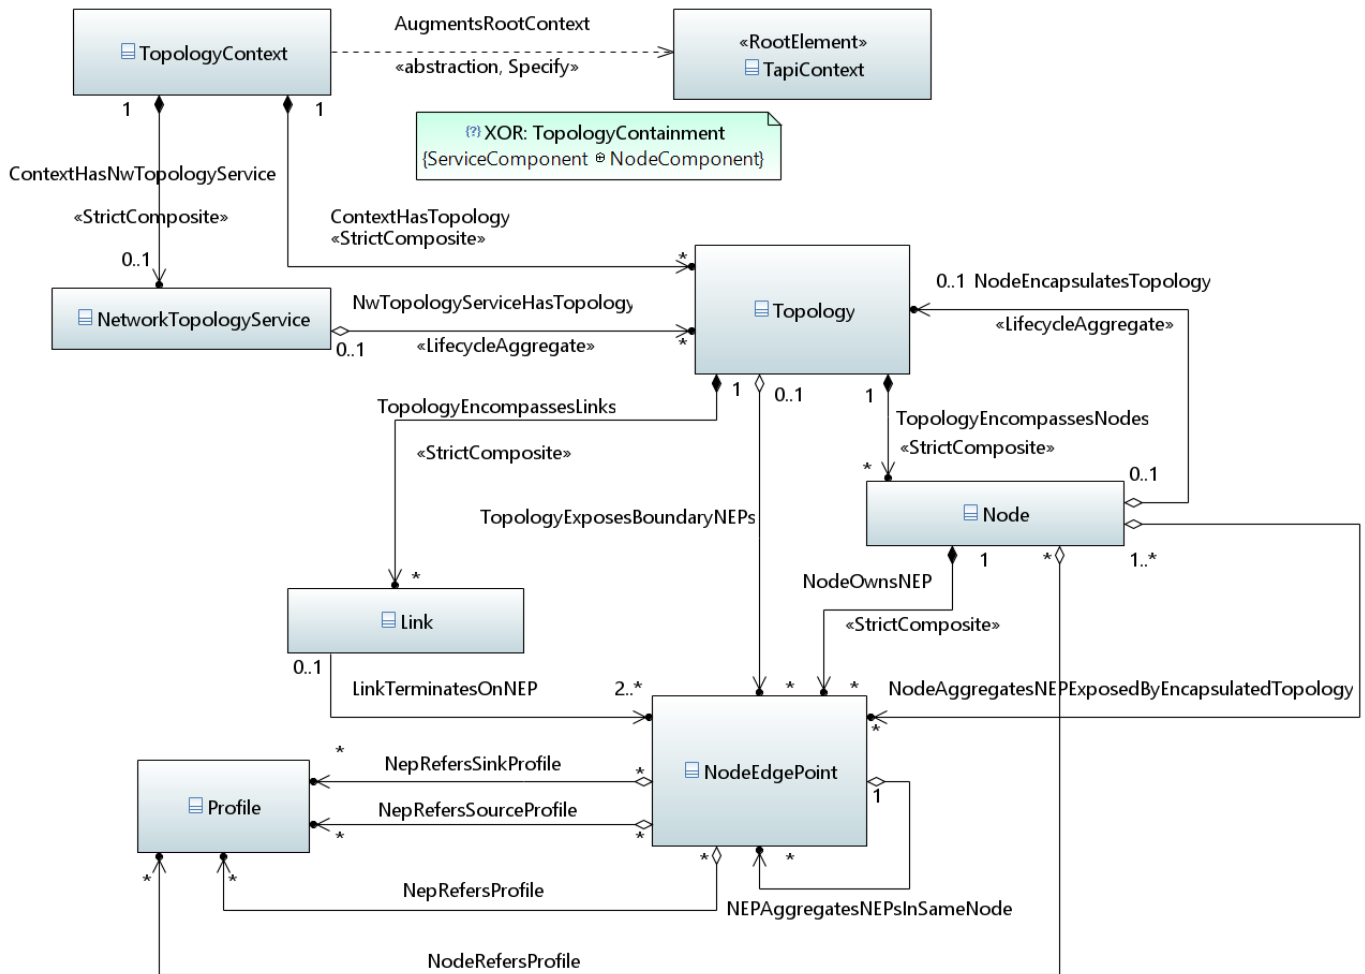 AugmentsRootContext
TopologyContext
«RootElement»
TapiContext
«abstraction, Specify»
1
1
XOR: TopologyContainment
{ServiceComponent ⊕ NodeComponent}
ContextHasNwTopologyService
«StrictComposite»
ContextHasTopology
«StrictComposite»
0..1
*
0..1 NodeEncapsulatesTopology
NetworkTopologyService
NwTopologyServiceHasTopology
Topology
«LifecycleAggregate»
0..1
«LifecycleAggregate»
*
1
0..1
1
TopologyEncompassesLinks
TopologyEncompassesNodes
«StrictComposite»
«StrictComposite»
*
0..1
TopologyExposesBoundaryNEPs
Node
1
*
1..*
*
NodeOwnsNEP
Link
«StrictComposite»
0..1
LinkTerminatesOnNEP
2..*
*
*
NodeAggregatesNEPExposedByEncapsulatedTopology
*
*
NepRefersSinkProfile
*
NodeEdgePoint
1
Profile
NepRefersSourceProfile
*
*
*
*
*
*
NepRefersProfile
NEPAggregatesNEPsInSameNode
NodeRefersProfile